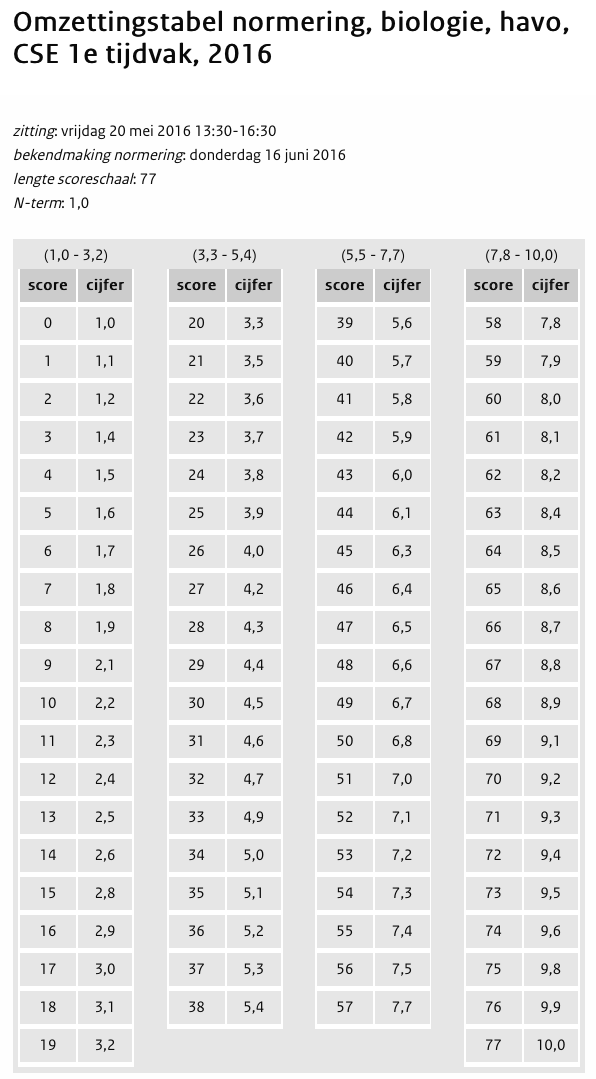 Omzettingstabel normering, biologie, havo,
CSE 1e tijdvak, 2016
zitting: vrijdag 20 mei 2016 13:30-16:30
bekendmaking normering: donderdag 16 juni 2016
lengte scoreschaal: 77
N-term: 1,0
(1,0 - 3,2) (3,3 - 5,4) (5,5 - 7,7) (7,8 - 10,0)
score cijfer score cijfer score cijfer score cijfer
0 1,0 20 3,3 39 5,6 58 7,8
1 1,1 21 3,5 40 5,7 59 7,9
2 1,2 22 3,6 41 5,8 60 8,0
3 1,4 23 3,7 42 5,9 61 8,1
4 1,5 24 3,8 43 6,0 62 8,2
5 1,6 25 3,9 44 6,1 63 8,4
6 1,7 26 4,0 45 6,3 64 8,5
7 1,8 27 4,2 46 6,4 65 8,6
8 1,9 28 4,3 47 6,5 66 8,7
9 2,1 29 4,4 48 6,6 67 8,8
10 2,2 30 4,5 49 6,7 68 8,9
11 2,3 31 4,6 50 6,8 69 9,1
12 2,4 32 4,7 51 7,0 70 9,2
13 2,5 33 4,9 52 7,1 71 9,3
14 2,6 34 5,0 53 7,2 72 9,4
15 2,8 35 5,1 54 7,3 73 9,5
16 2,9 36 5,2 55 7,4 74 9,6
17 3,0 37 5,3 56 7,5 75 9,8
18 3,1 38 5,4 57 7,7 76 9,9
19 3,2 77 10,0